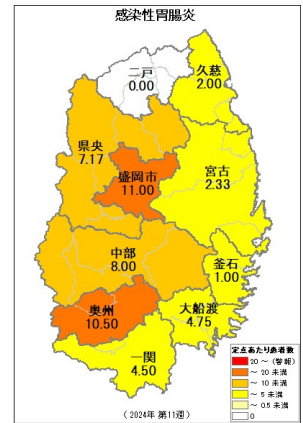 感染性胃腸炎
二戸
0.00
久慈
2.00
県央
7.17
盛岡市
11.00
宮古
2.33
中部
8.00
釜石
1.00
奥州
10.50
大船渡
4.75
一関
4.50
定点あたり患者数
20～（警報）
～ 20 未満
～ 10 未満
～ 5 未満
～ 0.5 未満
0
（2024年 第11週）